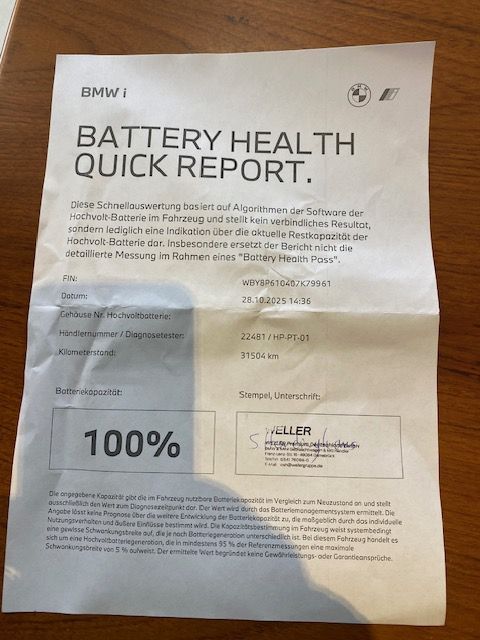 BMW i
BATTERY HEALTH
QUICK REPORT.
Diese Schnellauswertung basiert auf Algorithmen der Software der
Hochvolt-Batterie im Fahrzeug und stellt kein verbindliches Resultat,
sondern lediglich eine Indikation über die aktuelle Restkapazität der
Hochvolt-Batterie dar. Insbesondere ersetzt der Bericht nicht die
detaillierte Messung im Rahmen eines "Battery Health Pass".
FIN: WBY8P610407K79961
Datum: 28.10.2025 14:36
Gehäuse Nr. Hochvoltbatterie:
Händlernummer / Diagnosetester: 22481 / HP-PT-01
Kilometerstand: 31504 km
Batteriekapazität: Stempel, Unterschrift:
100%
WELLER
Die angegebene Kapazität gibt die im Fahrzeug nutzbare Batteriekapazität im Vergleich zum Neuzustand an und stellt
ausschließlich den Wert zum Diagnosezeitpunkt dar. Der Wert wird durch das Batteriemanagementsystem ermittelt. Die
Angabe lässt keine Prognose über die weitere Entwicklung der Batteriekapazität zu, die maßgeblich durch das individuelle
Nutzungsverhalten und äußere Einflüsse bestimmt wird. Die Kapazitätsbestimmung im Fahrzeug weist systembedingt
eine gewisse Schwankungsbreite auf, die je nach Batteriegeneration unterschiedlich ist. Bei diesem Fahrzeug handelt es
sich um eine Hochvoltbatteriegeneration, die in mindestens 95 % der Referenzmessungen eine maximale
Schwankungsbreite von 5 % aufweist. Der ermittelte Wert begründet keine Gewährleistungs- oder Garantieansprüche.